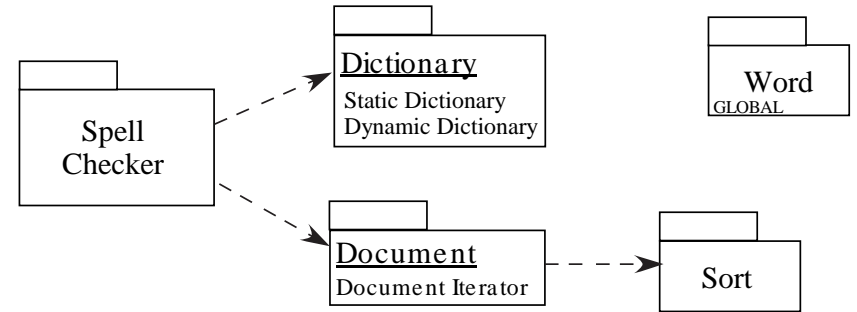 Spell
Checker
Dictionary
Static Dictionary
Dynamic Dictionary
Document
Document Iterator
Word
GLOBAL
Sort